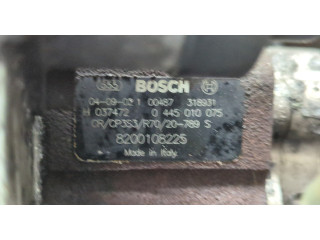 BOSCH
04-09-02 1 00487 318931
H 037472 0 445 010 075
CR/CP3S3/R70/20-789 S
8200108225
Made in Italy